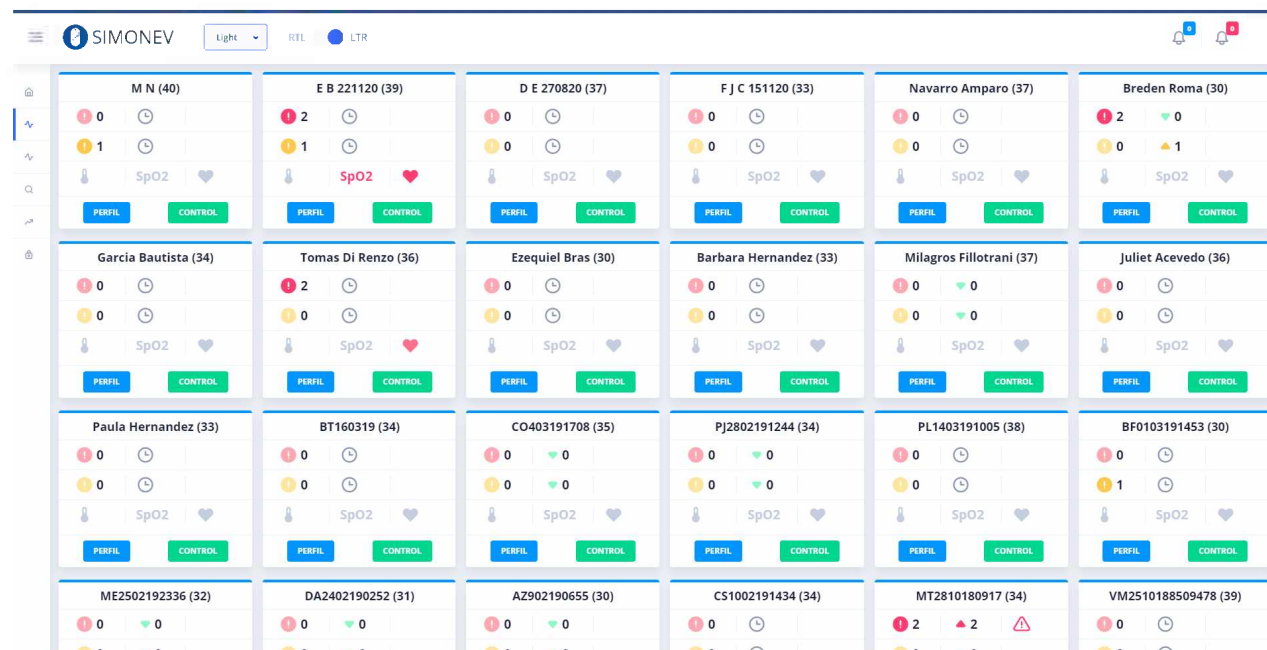 SIMONEV Light RTL LTR 0 0
M N (40) E B 221120 (39) D E 270820 (37) F J C 151120 (33) Navarro Amparo (37) Breden Roma (30)
0 2 0 0 0 2 0
1 1 0 0 0 0 1
SpO2 SpO2 SpO2 SpO2 SpO2 SpO2
PERFIL CONTROL PERFIL CONTROL PERFIL CONTROL PERFIL CONTROL PERFIL CONTROL PERFIL CONTROL
Garcia Bautista (34) Tomas Di Renzo (36) Ezequiel Bras (30) Barbara Hernandez (33) Milagros Fillotrani (37) Juliet Acevedo (36)
0 2 0 0 0 0 0
0 0 0 0 0 0 0
SpO2 SpO2 SpO2 SpO2 SpO2 SpO2
PERFIL CONTROL PERFIL CONTROL PERFIL CONTROL PERFIL CONTROL PERFIL CONTROL PERFIL CONTROL
Paula Hernandez (33) BT160319 (34) CO403191708 (35) PJ2802191244 (34) PL1403191005 (38) BF0103191453 (30)
0 0 0 0 0 0 0 0
0 0 0 0 0 0 0 1
SpO2 SpO2 SpO2 SpO2 SpO2 SpO2
PERFIL CONTROL PERFIL CONTROL PERFIL CONTROL PERFIL CONTROL PERFIL CONTROL PERFIL CONTROL
ME2502192336 (32) DA2402190252 (31) AZ902190655 (30) CS1002191434 (34) MT2810180917 (34) VM2510188509478 (39)
0 0 0 0 0 0 0 2 2 0